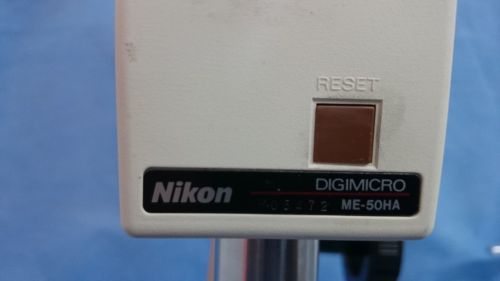 RESET
Nikon
DIGIMICRO
ME-50HA